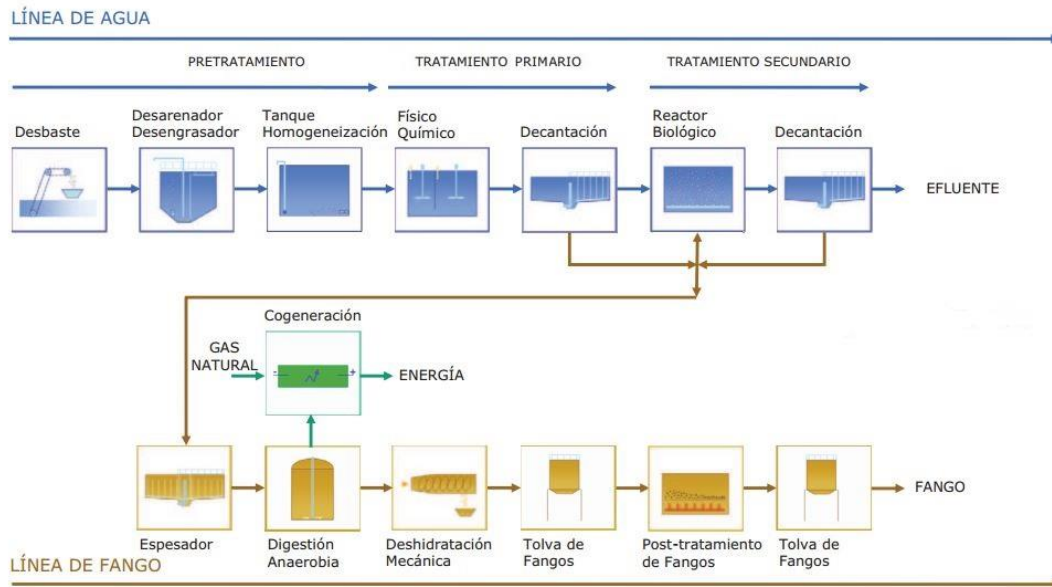 LÍNEA DE AGUA
PRETRATAMIENTO
TRATAMIENTO PRIMARIO
TRATAMIENTO SECUNDARIO
Desbaste
Desarenador
Desengrasador
Tanque
Homogeneización
Físico
Químico
Decantación
Reactor
Biológico
Decantación
EFLUENTE
Cogeneración
GAS
NATURAL
- +
ENERGÍA
FANGO
Espesador
Digestión
Anaerobia
Deshidratación
Mecánica
Tolva de
Fangos
Post-tratamiento
de Fangos
Tolva de
Fangos
LÍNEA DE FANGO